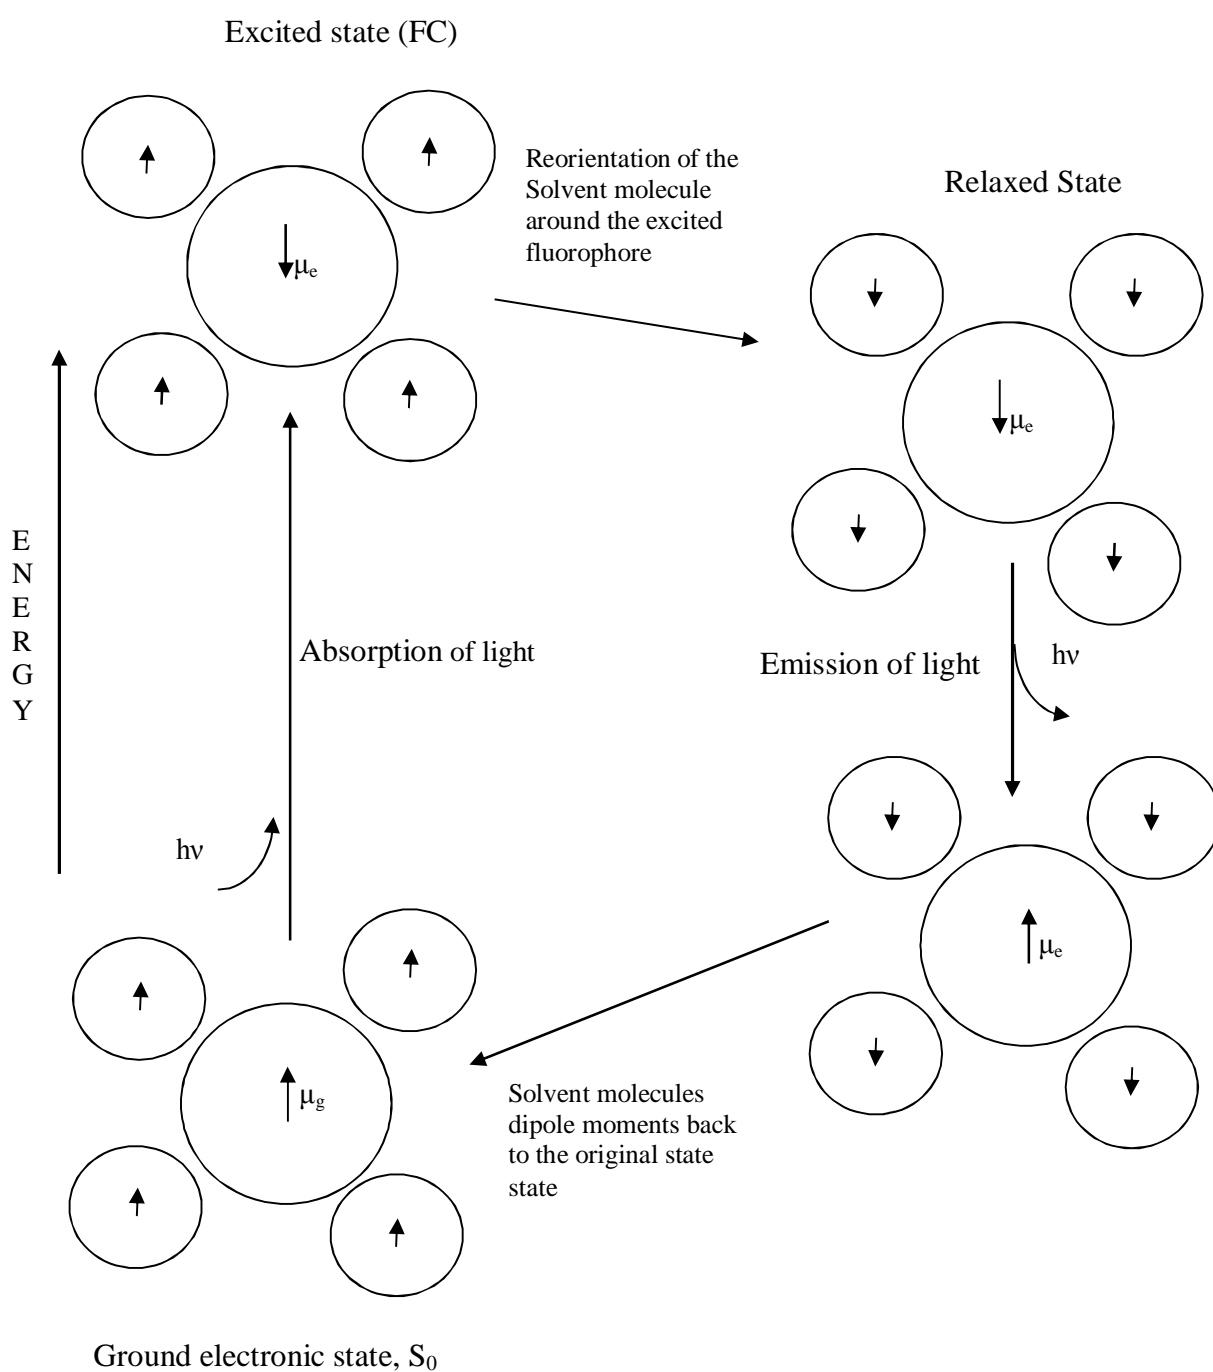 Excited state (FC)
Reorientation of the
Solvent molecule
around the excited
fluorophore
Relaxed State
μe
μe
E
N
E
R
G
Y
Absorption of light
Emission of light
hν
hν
μe
μg
Solvent molecules
dipole moments back
to the original state
state
Ground electronic state, S0